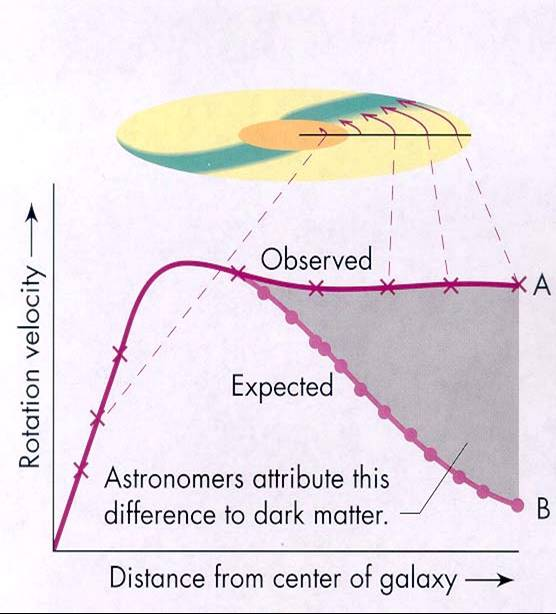 Observed
A
Rotation velocity
Expected
Astronomers attribute this
difference to dark matter.
B
Distance from center of galaxy